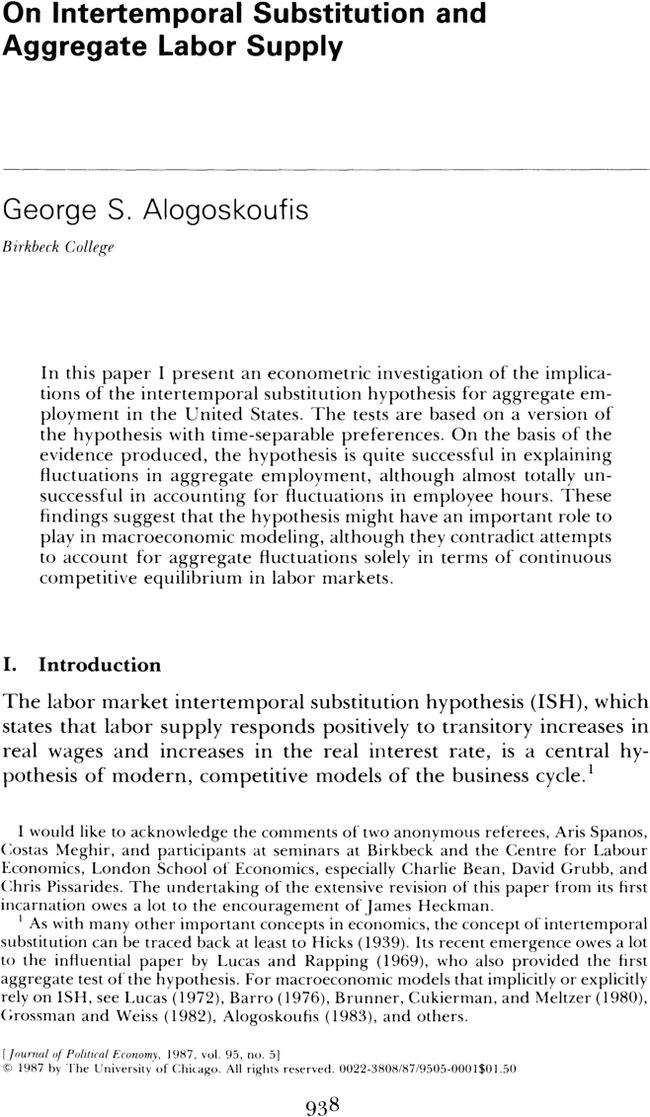 On Intertemporal Substitution and
Aggregate Labor Supply
George S. Alogoskoufis
Birkbeck College
In this paper I present an econometric investigation of the implica-
tions of the intertemporal substitution hypothesis for aggregate em-
ployment in the United States. The tests are based on a version of
the hypothesis with time-separable preferences. On the basis of the
evidence produced, the hypothesis is quite successful in explaining
fluctuations in aggregate employment, although almost totally un-
successful in accounting for fluctuations in employee hours. These
findings suggest that the hypothesis might have an important role to
play in macroeconomic modeling, although they contradict attempts
to account for aggregate fluctuations solely in terms of continuous
competitive equilibrium in labor markets.
I. Introduction
The labor market intertemporal substitution hypothesis (ISH), which
states that labor supply responds positively to transitory increases in
real wages and increases in the real interest rate, is a central hy-
pothesis of modern, competitive models of the business cycle.¹
I would like to acknowledge the comments of two anonymous referees, Aris Spanos,
Costas Meghir, and participants at seminars at Birkbeck and the Centre for Labour
Economics, London School of Economics, especially Charlie Bean, David Grubb, and
Chris Pissarides. The undertaking of the extensive revision of this paper from its first
incarnation owes a lot to the encouragement of James Heckman.
¹ As with many other important concepts in economics, the concept of intertemporal
substitution can be traced back at least to Hicks (1939). Its recent emergence owes a lot
to the influential paper by Lucas and Rapping (1969), who also provided the first
aggregate test of the hypothesis. For macroeconomic models that implicitly or explicitly
rely on ISH, see Lucas (1972), Barro (1976), Brunner, Cukierman, and Meltzer (1980),
Grossman and Weiss (1982), Alogoskoufis (1983), and others.
[Journal of Political Economy, 1987, vol. 95, no. 5]
© 1987 by The University of Chicago. All rights reserved. 0022-3808/87/9505-0001$01.50
938